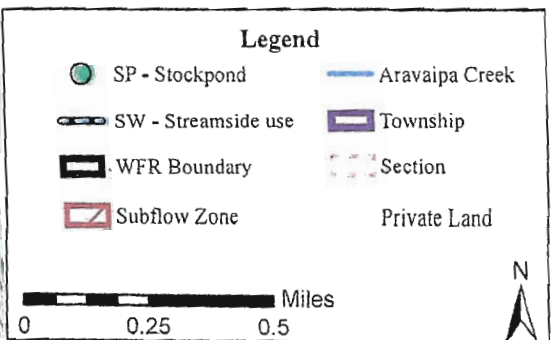 Legend
SP - Stockpond
SW - Streamside use
WFR Boundary
Subflow Zone
Aravaipa Creek
Township
Section
Private Land
Miles
0 0.25 0.5
N